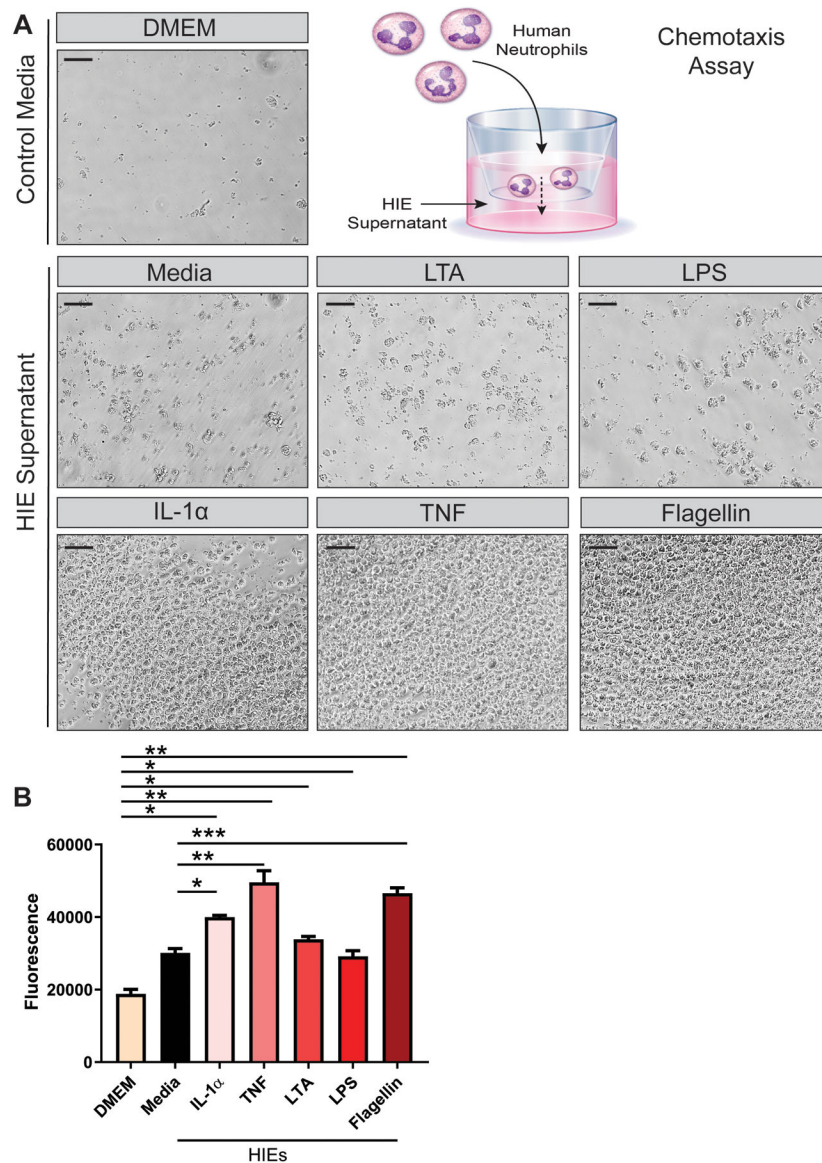 A
DMEM
Control Media
Human
Neutrophils
Chemotaxis
Assay
HIE
Supernatant
HIE Supernatant
Media
LTA
LPS
IL-1α
TNF
Flagellin
B
**
*
*
**
*
***
**
*
60000
40000
20000
0
Fluorescence
DMEM
Media
IL-1α
TNF
LTA
LPS
Flagellin
HIEs